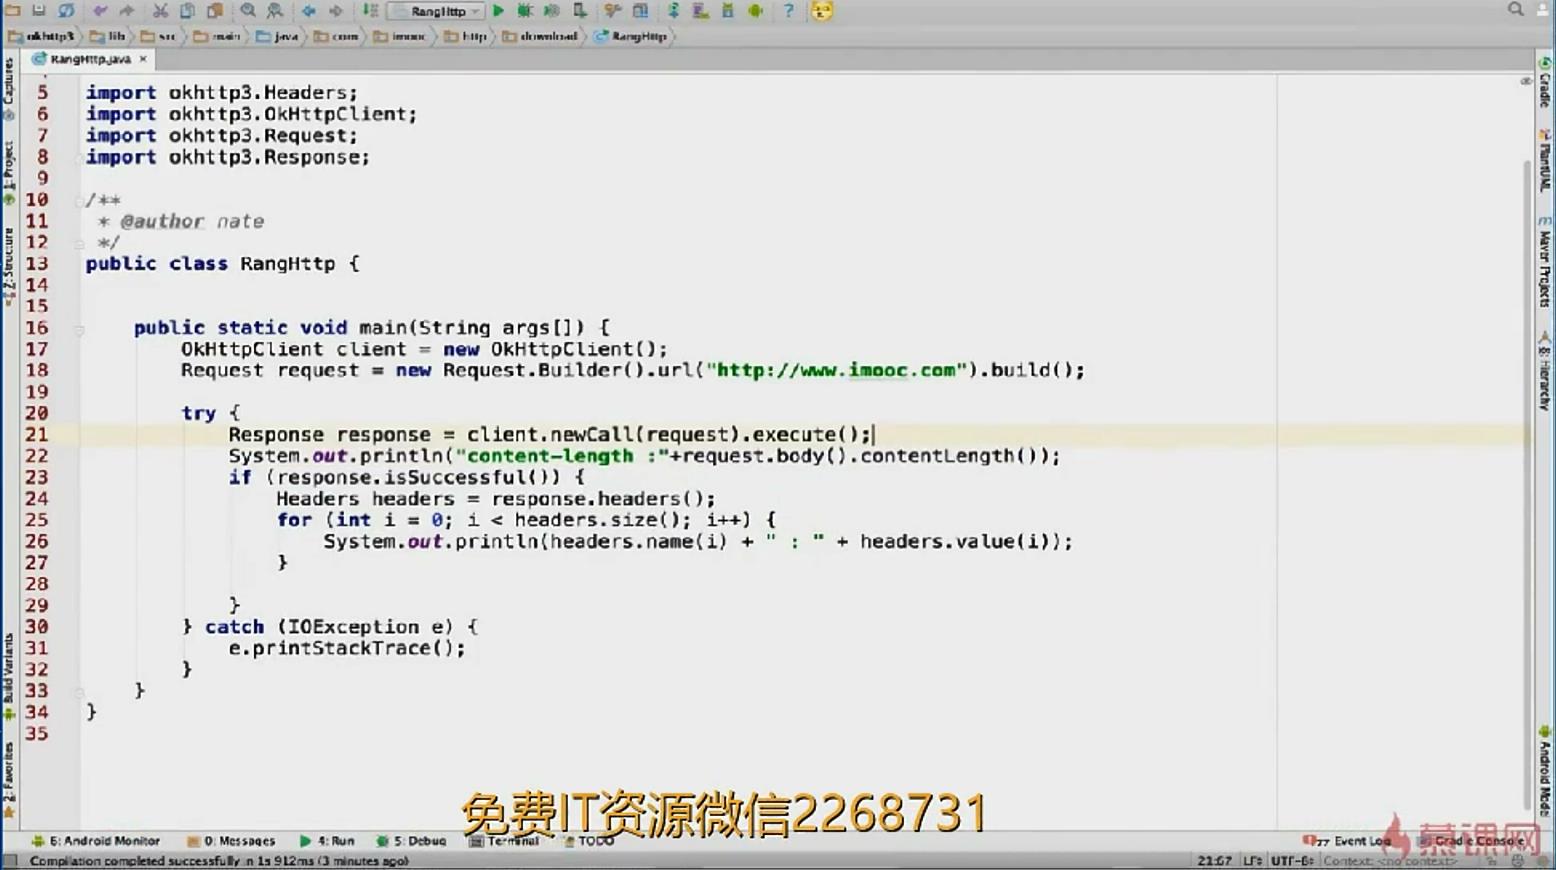 RangHttp
okhttp3 lib src main java com imooc http download RangHttp
RangHttp.java
Captures
1: Project
Z: Structure
Build Variants
2: Favorites
5 import okhttp3.Headers;
6 import okhttp3.OkHttpClient;
7 import okhttp3.Request;
8 import okhttp3.Response;
9
10 /**
11 * @author nate
12 */
13 public class RangHttp {
14
15
16 public static void main(String args[]) {
17 OkHttpClient client = new OkHttpClient();
18 Request request = new Request.Builder().url("http://www.imooc.com").build();
19
20 try {
21 Response response = client.newCall(request).execute();
22 System.out.println("content-length :"+request.body().contentLength());
23 if (response.isSuccessful()) {
24 Headers headers = response.headers();
25 for (int i = 0; i < headers.size(); i++) {
26 System.out.println(headers.name(i) + " : " + headers.value(i));
27 }
28
29 }
30 } catch (IOException e) {
31 e.printStackTrace();
32 }
33 }
34 }
35
Gradle
PlantUML
Maven Projects
8: Hierarchy
Android Model
免费IT资源微信2268731
6: Android Monitor 0: Messages 4: Run 5: Debug Terminal TODO
Event Log Gradle Console
慕课网
Compilation completed successfully in 1s 912ms (3 minutes ago)
21:67 LF÷ UTF-8÷ Context: <no context>